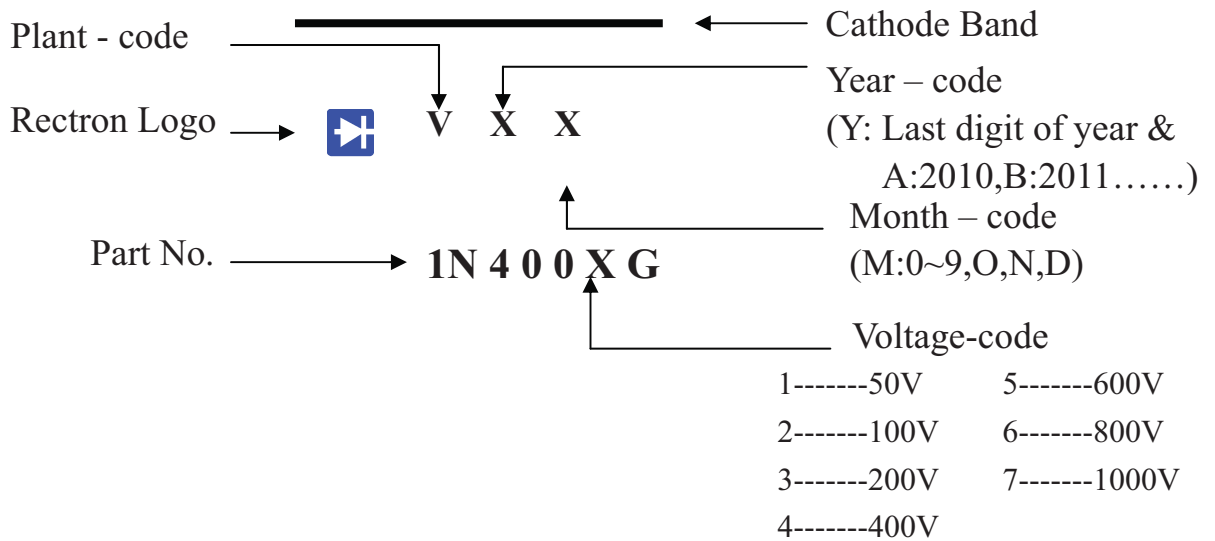 Cathode Band
Plant - code
Year – code
Rectron Logo
V X X
(Y: Last digit of year &
A:2010,B:2011……)
Month – code
Part No.
1N 4 0 0 X G
(M:0~9,O,N,D)
Voltage-code
1-------50V 5-------600V
2-------100V 6-------800V
3-------200V 7-------1000V
4-------400V